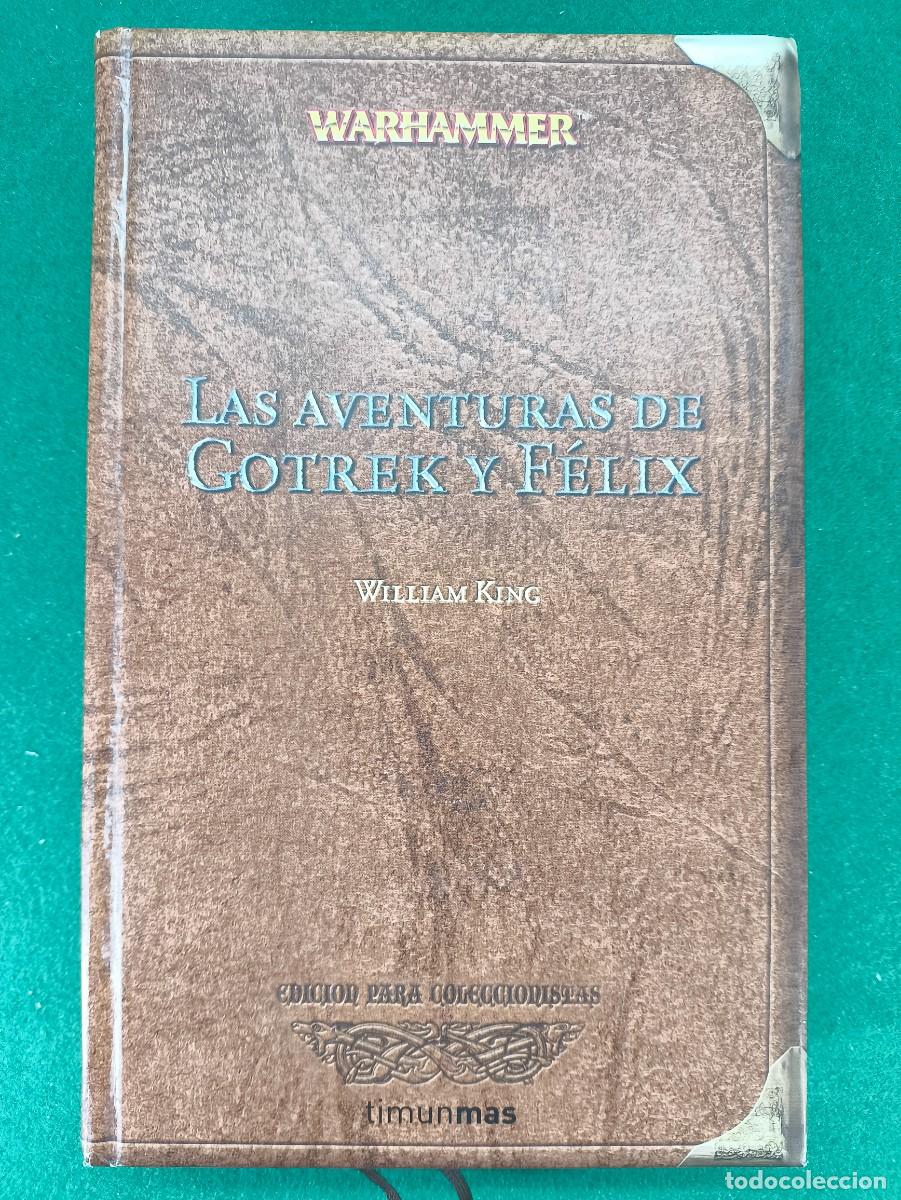 WARHAMMER
LAS AVENTURAS DE
GOTREK Y FÉLIX
WILLIAM KING
EDICION PARA COLECCIONISTAS
timunmas
todocoleccion